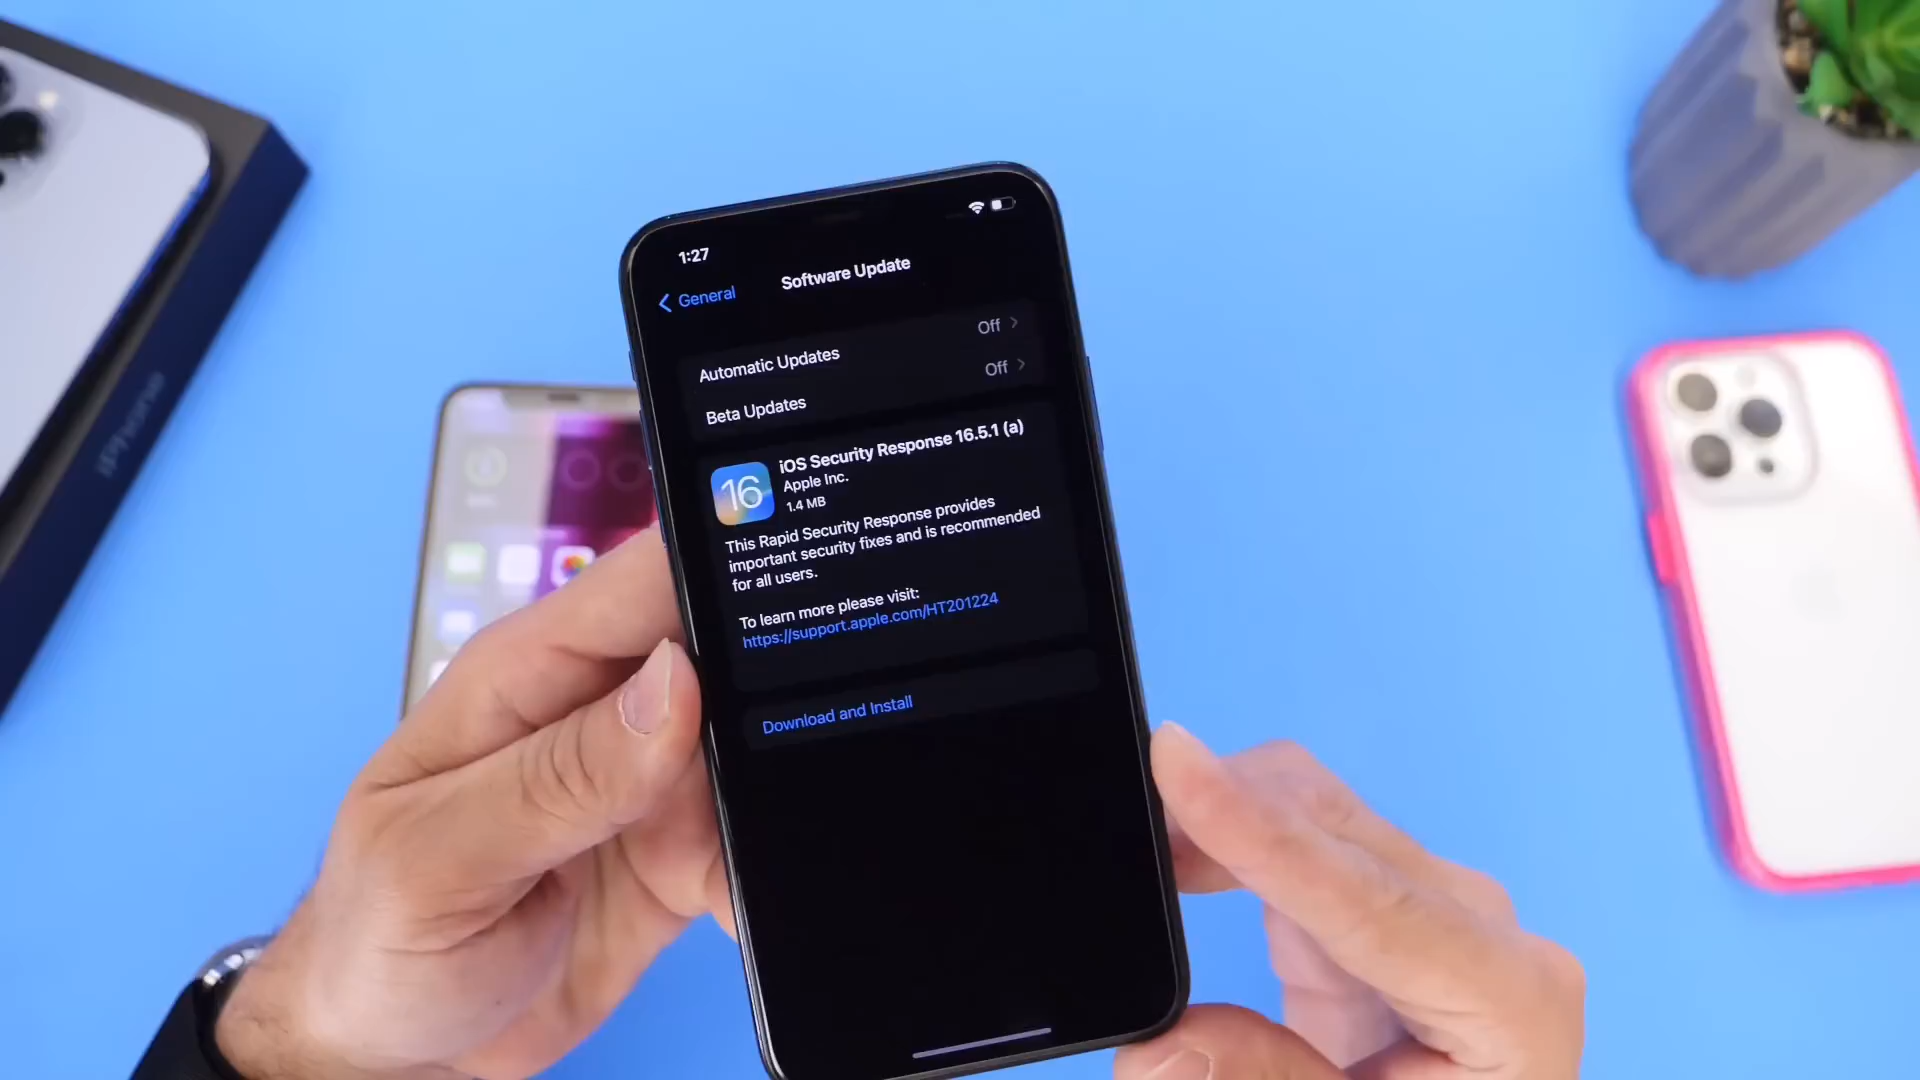 1:27
General
Software Update
Automatic Updates
Off
Beta Updates
Off
16
iOS Security Response 16.5.1 (a)
Apple Inc.
1.4 MB
This Rapid Security Response provides
important security fixes and is recommended
for all users.
To learn more please visit:
https://support.apple.com/HT201224
Download and Install
iPhone